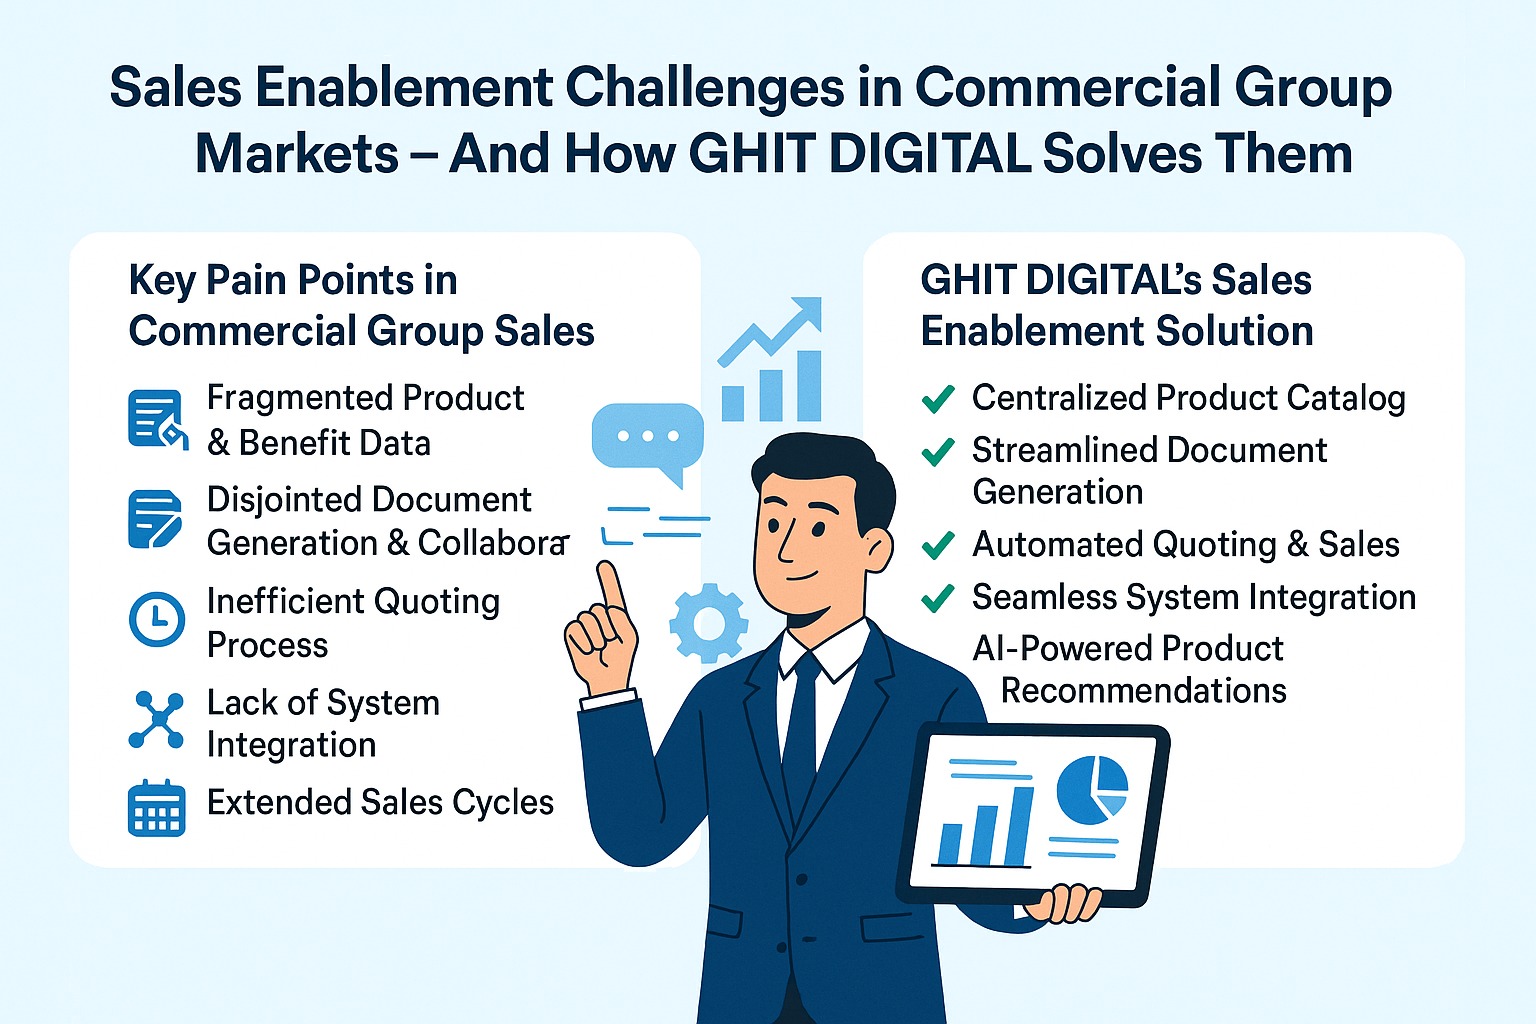 Sales Enablement Challenges in Commercial Group
Markets – And How GHIT DIGITAL Solves Them
Key Pain Points in
Commercial Group Sales
Fragmented Product
& Benefit Data
Disjointed Document
Generation & Collabora
Inefficient Quoting
Process
Lack of System
Integration
Extended Sales Cycles
GHIT DIGITAL’s Sales
Enablement Solution
Centralized Product Catalog
Streamlined Document
Generation
Automated Quoting & Sales
Seamless System Integration
AI-Powered Product
Recommendations